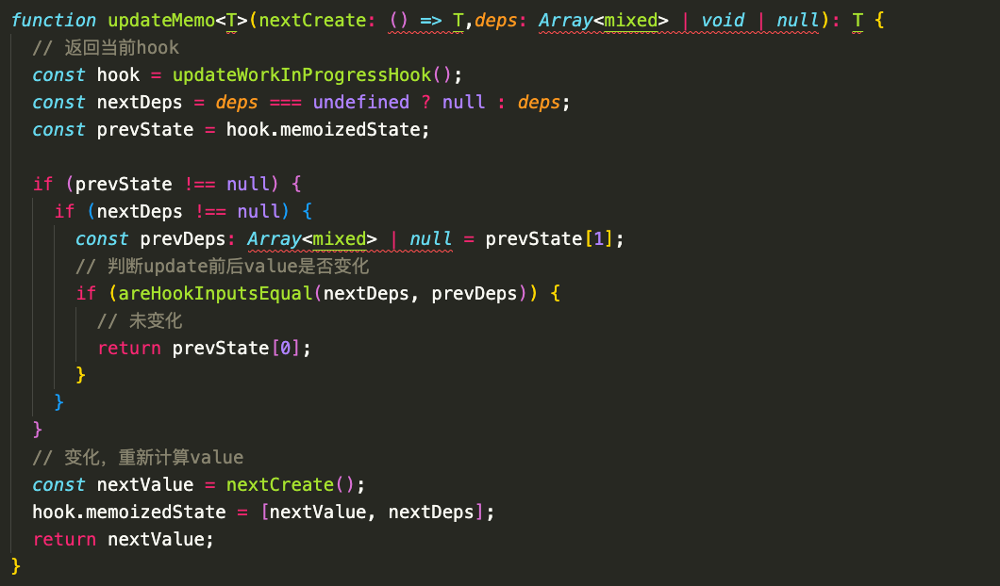 function updateMemo<T>(nextCreate: () => T,deps: Array<mixed> | void | null): T {
  // 返回当前hook
  const hook = updateWorkInProgressHook();
  const nextDeps = deps === undefined ? null : deps;
  const prevState = hook.memoizedState;

  if (prevState !== null) {
    if (nextDeps !== null) {
      const prevDeps: Array<mixed> | null = prevState[1];
      // 判断update前后value是否变化
      if (areHookInputsEqual(nextDeps, prevDeps)) {
        // 未变化
        return prevState[0];
      }
    }
  }
  // 变化，重新计算value
  const nextValue = nextCreate();
  hook.memoizedState = [nextValue, nextDeps];
  return nextValue;
}